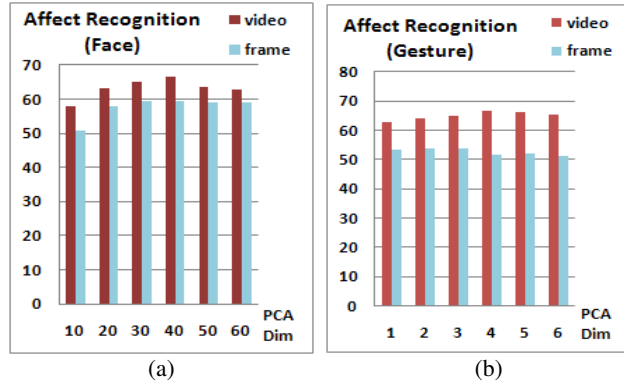 Affect Recognition
(Face)
video
frame
70
60
50
40
30
20
10
0
10 20 30 40 50 60
PCA
Dim
(a)
Affect Recognition
(Gesture)
video
frame
80
70
60
50
40
30
20
10
0
1 2 3 4 5 6
PCA
Dim
(b)